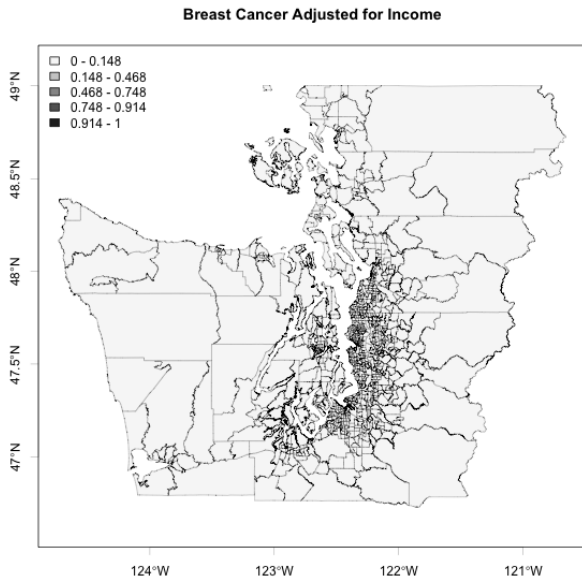 Breast Cancer Adjusted for Income
0 - 0.148
0.148 - 0.468
0.468 - 0.748
0.748 - 0.914
0.914 - 1
49°N
48.5°N
48°N
47.5°N
47°N
124°W
123°W
122°W
121°W